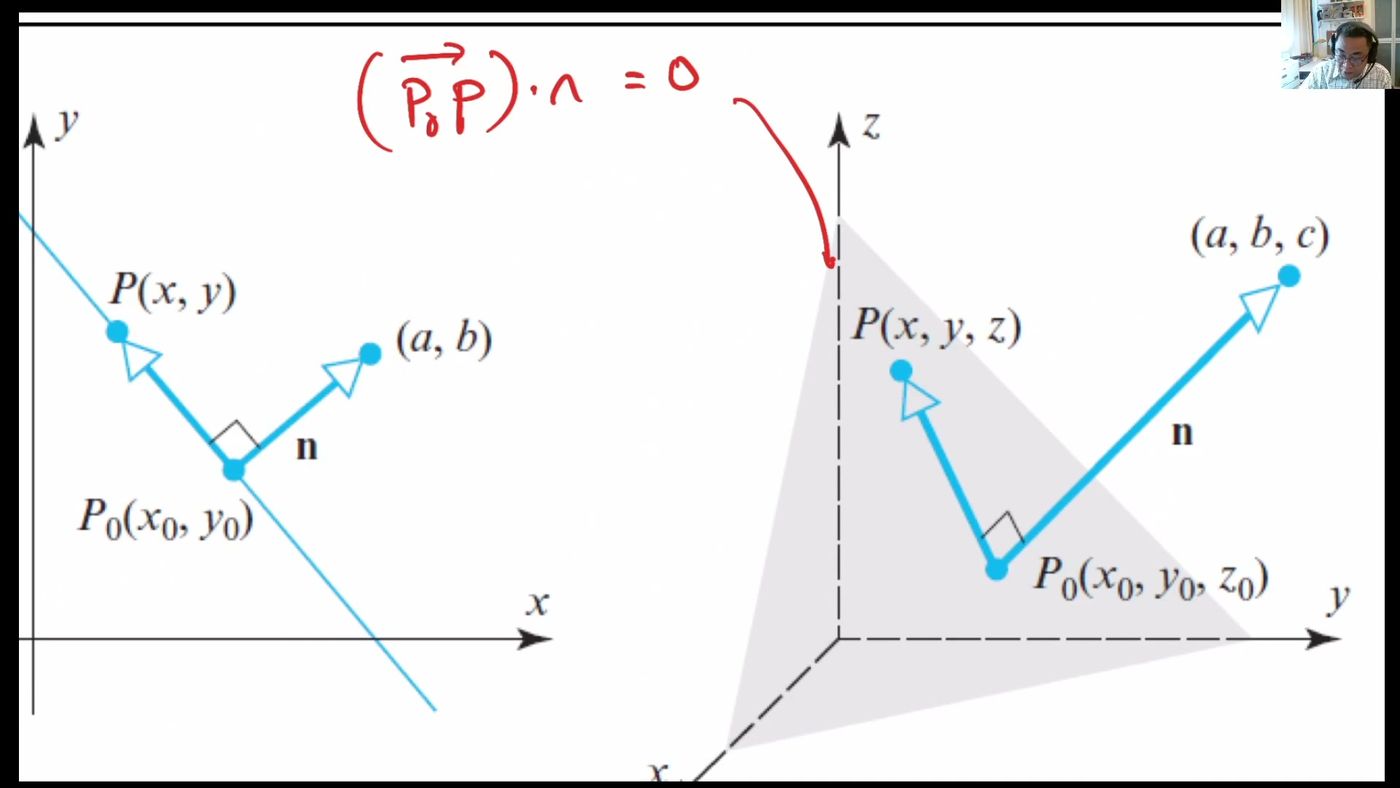 (P₀P)·n = 0
y
z
(a, b, c)
P(x, y)
P(x, y, z)
(a, b)
n
n
P₀(x₀, y₀)
P₀(x₀, y₀, z₀)
x
y
x